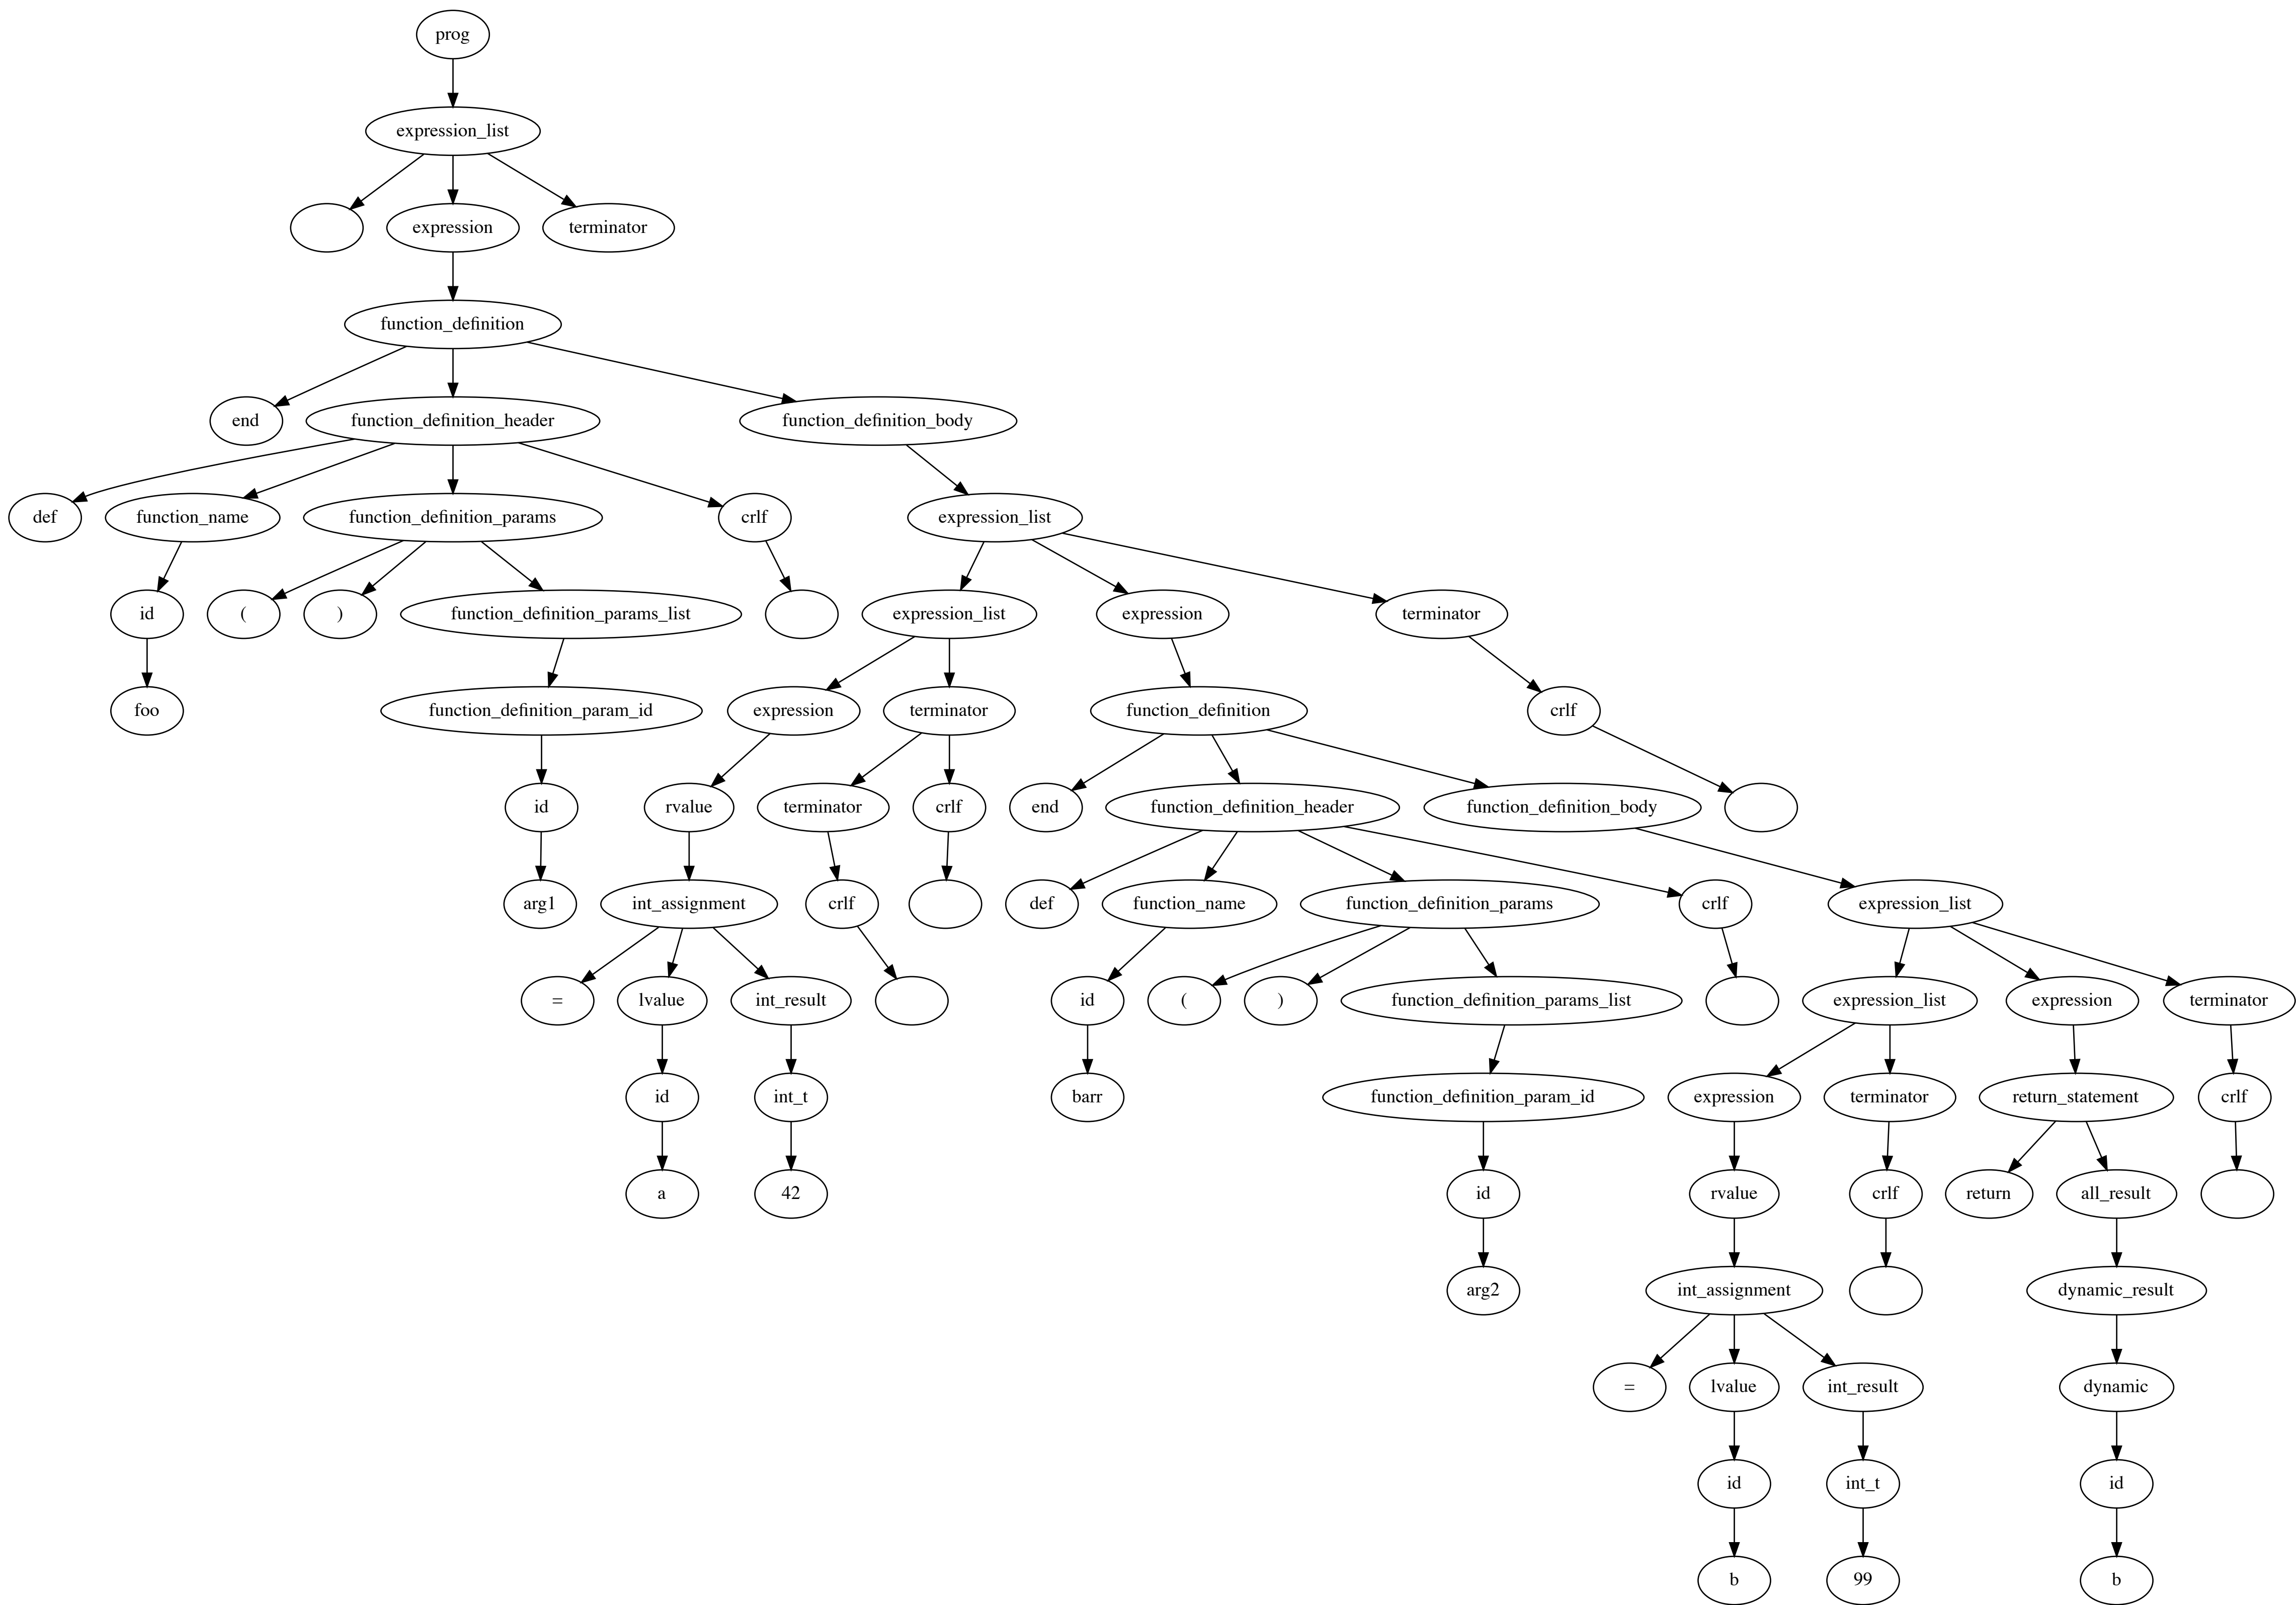 prog
expression_list
expression
terminator
function_definition
end
function_definition_header
function_definition_body
def
function_name
function_definition_params
crlf
expression_list
id
(
)
function_definition_params_list
expression_list
expression
terminator
foo
function_definition_param_id
expression
terminator
function_definition
crlf
id
rvalue
terminator
crlf
end
function_definition_header
function_definition_body
arg1
int_assignment
crlf
def
function_name
function_definition_params
crlf
expression_list
=
lvalue
int_result
id
(
)
function_definition_params_list
expression_list
expression
terminator
id
int_t
barr
function_definition_param_id
expression
terminator
return_statement
crlf
a
42
id
rvalue
crlf
return
all_result
arg2
int_assignment
dynamic_result
=
lvalue
int_result
dynamic
id
int_t
id
b
99
b